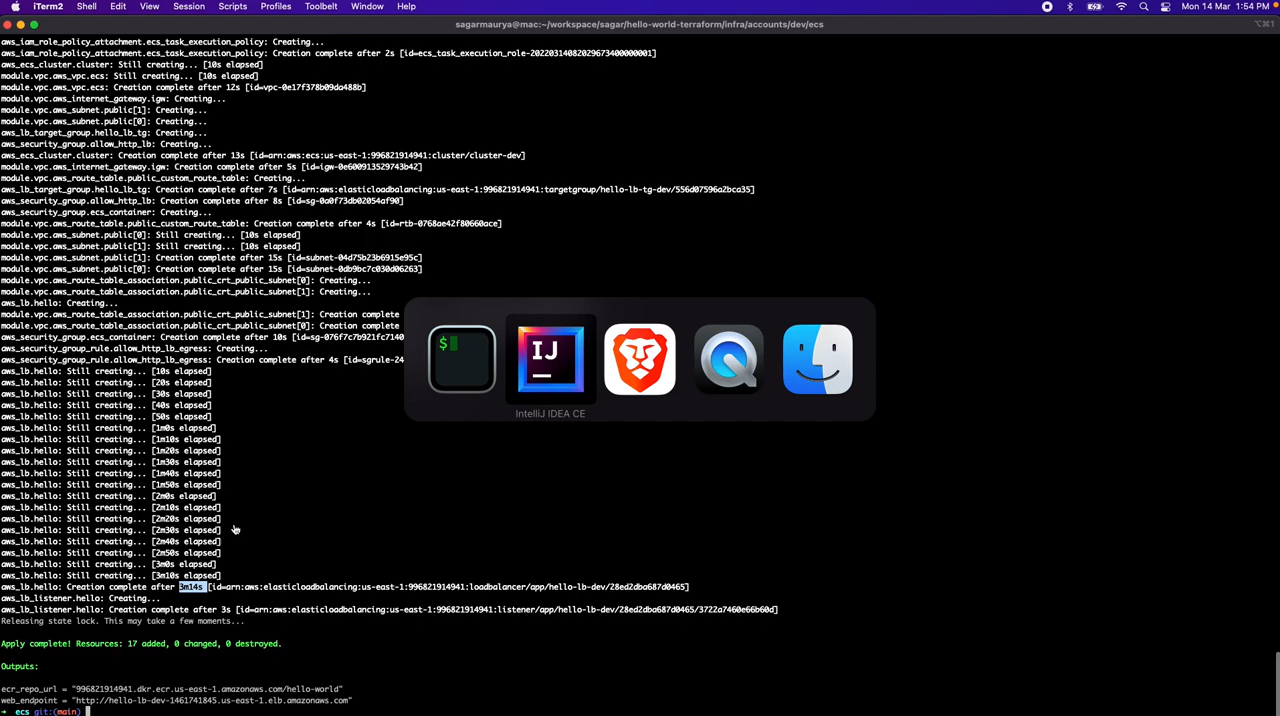 iTerm2 Shell Edit View Session Scripts Profiles Toolbelt Window Help Mon 14 Mar 1:54 PM
sagarmaurya@mac:~/workspace/sagar/hello-world-terraform/infra/accounts/dev/ecs ⌥⌘1
aws_iam_role_policy_attachment.ecs_task_execution_policy: Creating...
aws_iam_role_policy_attachment.ecs_task_execution_policy: Creation complete after 2s [id=ecs_task_execution_role-20220314082029673400000001]
aws_ecs_cluster.cluster: Still creating... [10s elapsed]
module.vpc.aws_vpc.ecs: Still creating... [10s elapsed]
module.vpc.aws_vpc.ecs: Creation complete after 12s [id=vpc-0e17f378b09da488b]
module.vpc.aws_internet_gateway.igw: Creating...
module.vpc.aws_subnet.public[1]: Creating...
module.vpc.aws_subnet.public[0]: Creating...
aws_lb_target_group.hello_lb_tg: Creating...
aws_security_group.allow_http_lb: Creating...
aws_ecs_cluster.cluster: Creation complete after 13s [id=arn:aws:ecs:us-east-1:996821914941:cluster/cluster-dev]
module.vpc.aws_internet_gateway.igw: Creation complete after 5s [id=igw-0e600913529743b42]
module.vpc.aws_route_table.public_custom_route_table: Creating...
aws_lb_target_group.hello_lb_tg: Creation complete after 7s [id=arn:aws:elasticloadbalancing:us-east-1:996821914941:targetgroup/hello-lb-tg-dev/556d07596a2bca35]
aws_security_group.allow_http_lb: Creation complete after 8s [id=sg-0a0f73db02054af90]
aws_security_group.ecs_container: Creating...
module.vpc.aws_route_table.public_custom_route_table: Creation complete after 4s [id=rtb-0768ae42f80660ace]
module.vpc.aws_subnet.public[0]: Still creating... [10s elapsed]
module.vpc.aws_subnet.public[1]: Still creating... [10s elapsed]
module.vpc.aws_subnet.public[1]: Creation complete after 15s [id=subnet-04d75b23b6915e95c]
module.vpc.aws_subnet.public[0]: Creation complete after 15s [id=subnet-0db9bc7c030d06263]
module.vpc.aws_route_table_association.public_crt_public_subnet[0]: Creating...
module.vpc.aws_route_table_association.public_crt_public_subnet[1]: Creating...
aws_lb.hello: Creating...
module.vpc.aws_route_table_association.public_crt_public_subnet[1]: Creation complete
module.vpc.aws_route_table_association.public_crt_public_subnet[0]: Creation complete
aws_security_group.ecs_container: Creation complete after 10s [id=sg-076f7c7b921fc7140
aws_security_group_rule.allow_http_lb_egress: Creating...
aws_security_group_rule.allow_http_lb_egress: Creation complete after 4s [id=sgrule-24
$
IJ
IntelliJ IDEA CE
aws_lb.hello: Still creating... [10s elapsed]
aws_lb.hello: Still creating... [20s elapsed]
aws_lb.hello: Still creating... [30s elapsed]
aws_lb.hello: Still creating... [40s elapsed]
aws_lb.hello: Still creating... [50s elapsed]
aws_lb.hello: Still creating... [1m0s elapsed]
aws_lb.hello: Still creating... [1m10s elapsed]
aws_lb.hello: Still creating... [1m20s elapsed]
aws_lb.hello: Still creating... [1m30s elapsed]
aws_lb.hello: Still creating... [1m40s elapsed]
aws_lb.hello: Still creating... [1m50s elapsed]
aws_lb.hello: Still creating... [2m0s elapsed]
aws_lb.hello: Still creating... [2m10s elapsed]
aws_lb.hello: Still creating... [2m20s elapsed]
aws_lb.hello: Still creating... [2m30s elapsed]
aws_lb.hello: Still creating... [2m40s elapsed]
aws_lb.hello: Still creating... [2m50s elapsed]
aws_lb.hello: Still creating... [3m0s elapsed]
aws_lb.hello: Still creating... [3m10s elapsed]
aws_lb.hello: Creation complete after 3m14s [id=arn:aws:elasticloadbalancing:us-east-1:996821914941:loadbalancer/app/hello-lb-dev/28ed2dba687d0465]
aws_lb_listener.hello: Creating...
aws_lb_listener.hello: Creation complete after 3s [id=arn:aws:elasticloadbalancing:us-east-1:996821914941:listener/app/hello-lb-dev/28ed2dba687d0465/3722a7460e66b60d]
Releasing state lock. This may take a few moments...
Apply complete! Resources: 17 added, 0 changed, 0 destroyed.
Outputs:
ecr_repo_url = "996821914941.dkr.ecr.us-east-1.amazonaws.com/hello-world"
web_endpoint = "http://hello-lb-dev-1461741845.us-east-1.elb.amazonaws.com"
➜ ecs git:(main)